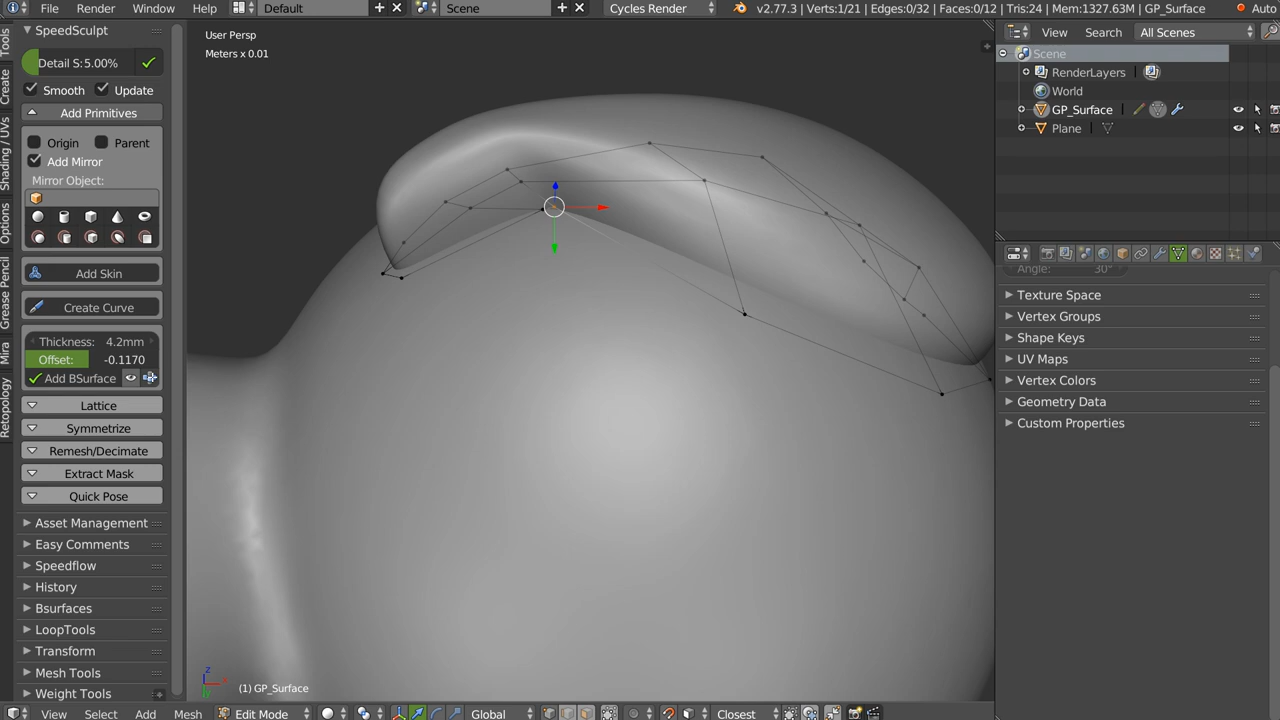 File Render Window Help Default Scene Cycles Render v2.77.3 | Verts:1/21 | Edges:0/32 | Faces:0/12 | Tris:24 | Mem:1327.63M | GP_Surface Auto
Tools
Create
Shading / UVs
Options
Grease Pencil
Mira
Retopology
SpeedSculpt
Detail S: 5.00%
Smooth Update
Add Primitives
Origin Parent
Add Mirror
Mirror Object:
Add Skin
Create Curve
Thickness: 4.2mm
Offset: -0.1170
Add BSurface
Lattice
Symmetrize
Remesh/Decimate
Extract Mask
Quick Pose
Asset Management
Easy Comments
Speedflow
History
Bsurfaces
LoopTools
Transform
Mesh Tools
Weight Tools
User Persp
Meters x 0.01
z
(1) GP_Surface
View Select Add Mesh Edit Mode Global Closest
View Search All Scenes
Scene
RenderLayers
World
GP_Surface
Plane
Angle: 30°
Texture Space
Vertex Groups
Shape Keys
UV Maps
Vertex Colors
Geometry Data
Custom Properties